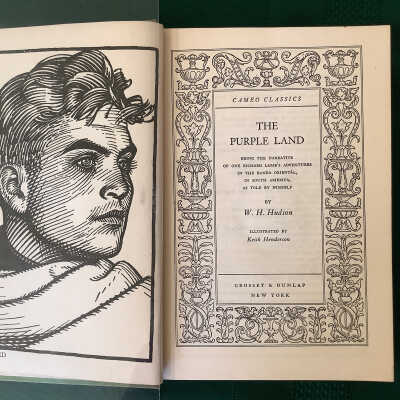 CAMEO CLASSICS
THE
PURPLE LAND
BEING THE NARRATIVE
OF ONE RICHARD LAMB'S ADVENTURES
IN THE BANDA ORIENTÁL,
IN SOUTH AMERICA,
AS TOLD BY HIMSELF
BY
W. H. Hudson
ILLUSTRATED BY
Keith Henderson
GROSSET & DUNLAP
NEW YORK